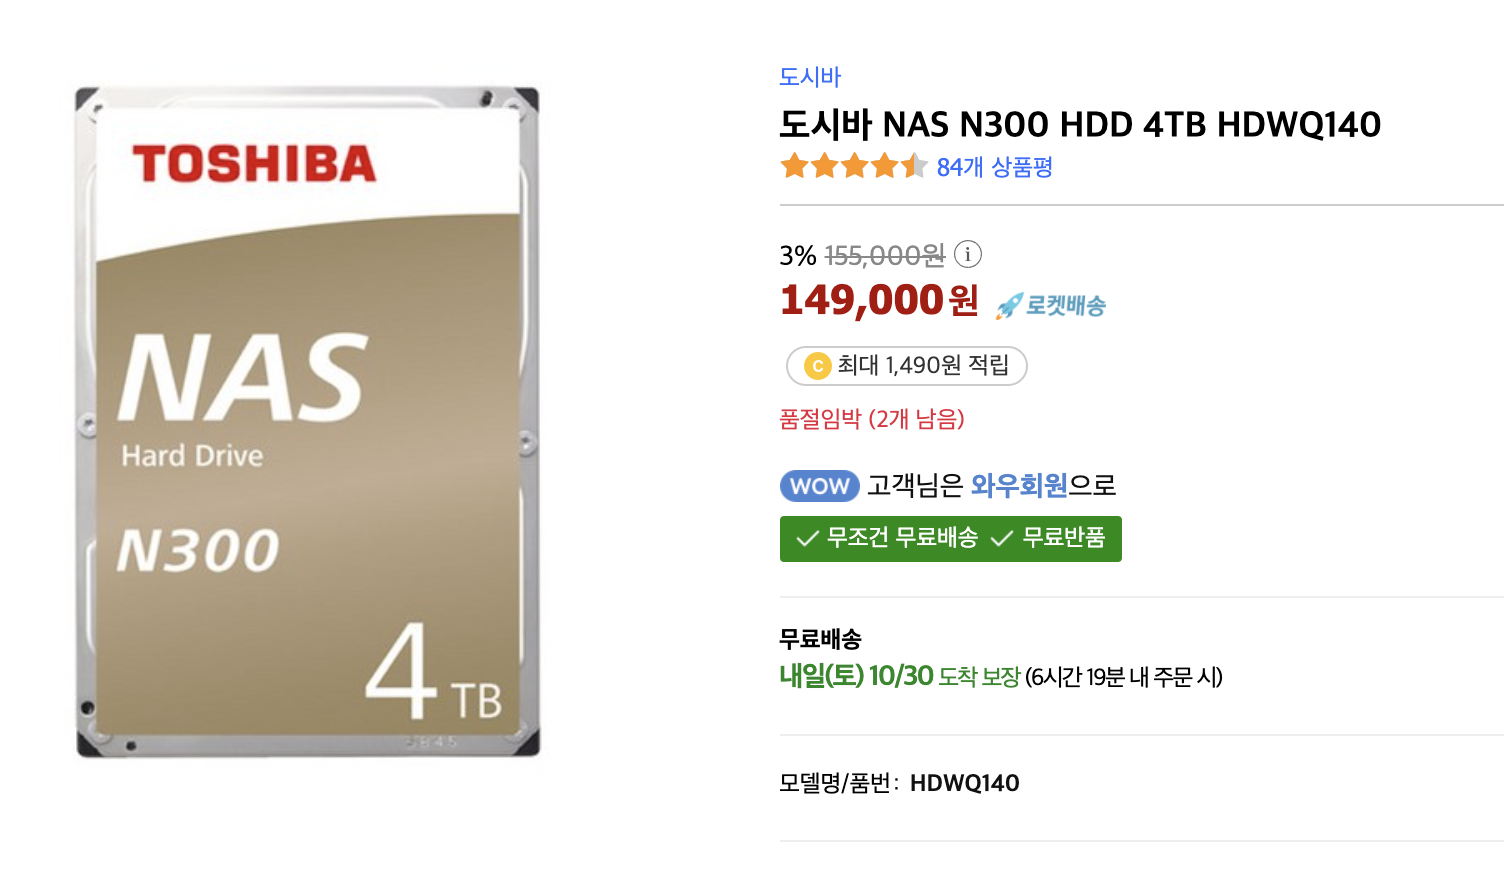 TOSHIBA
NAS
Hard Drive
N300
4 TB
도시바
도시바 NAS N300 HDD 4TB HDWQ140
84개 상품평
3% 155,000원 i
149,000원 로켓배송
C 최대 1,490원 적립
품절임박 (2개 남음)
WOW 고객님은 와우회원으로
✓ 무조건 무료배송 ✓ 무료반품
무료배송
내일(토) 10/30 도착 보장 (6시간 19분 내 주문 시)
모델명/품번: HDWQ140